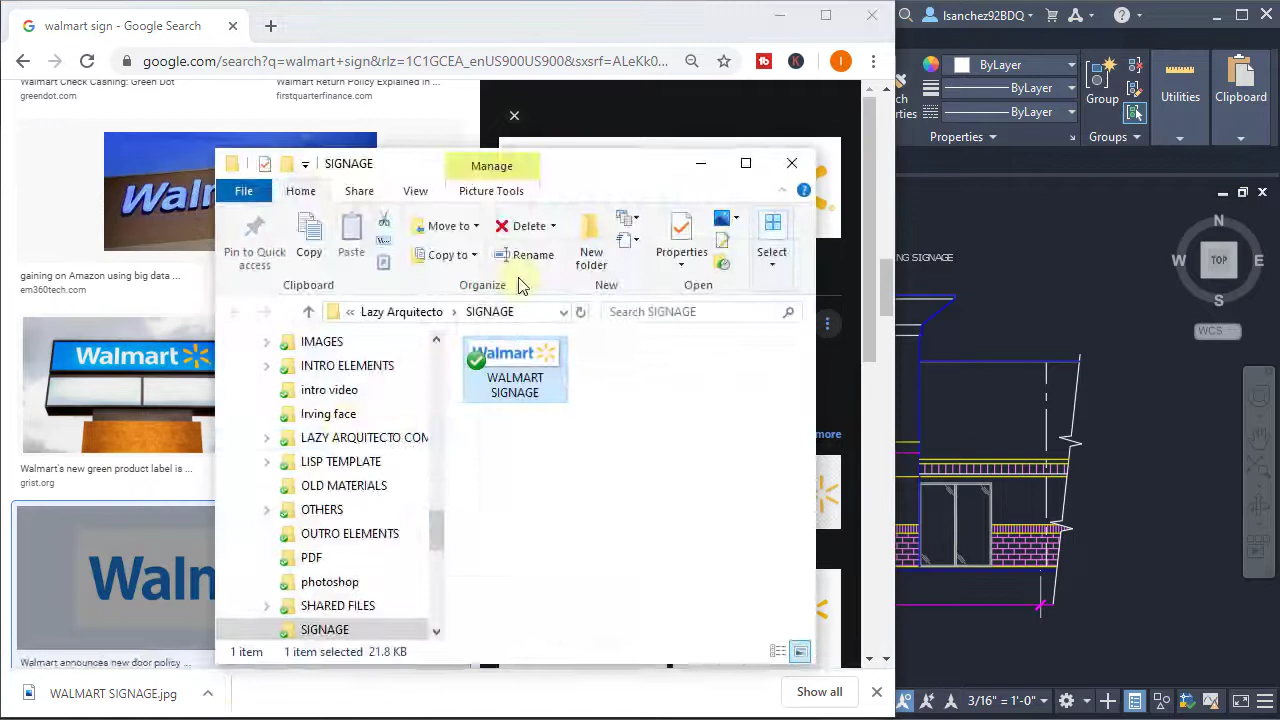 walmart sign - Google Search
google.com/search?q=walmart+sign&rlz=1C1GCEA_enUS900US900&sxsrf=ALeKk0...
Walmart Check Cashing: Green Dot
greendot.com
Walmart Return Policy Explained in ...
firstquarterfinance.com
Walmart
gaining on Amazon using big data ...
em360tech.com
Walmart
Walmart's new green product label is ...
grist.org
Waln
Walmart announces new door policy ...
more
SIGNAGE
Manage
File
Home
Share
View
Picture Tools
Pin to Quick access
Copy
Paste
Move to
Copy to
Delete
Rename
New folder
Properties
Select
Clipboard
Organize
New
Open
« Lazy Arquitecto › SIGNAGE
Search SIGNAGE
IMAGES
INTRO ELEMENTS
intro video
Irving face
LAZY ARQUITECTO COM
LISP TEMPLATE
OLD MATERIALS
OTHERS
OUTRO ELEMENTS
PDF
photoshop
SHARED FILES
SIGNAGE
Walmart
WALMART SIGNAGE
1 item
1 item selected 21.8 KB
WALMART SIGNAGE.jpg
Show all
lsanchez92BDQ
ch
perties
ByLayer
ByLayer
ByLayer
Properties
Group
Groups
Utilities
Clipboard
NG SIGNAGE
N
W
TOP
E
S
WCS
3/16" = 1'-0"